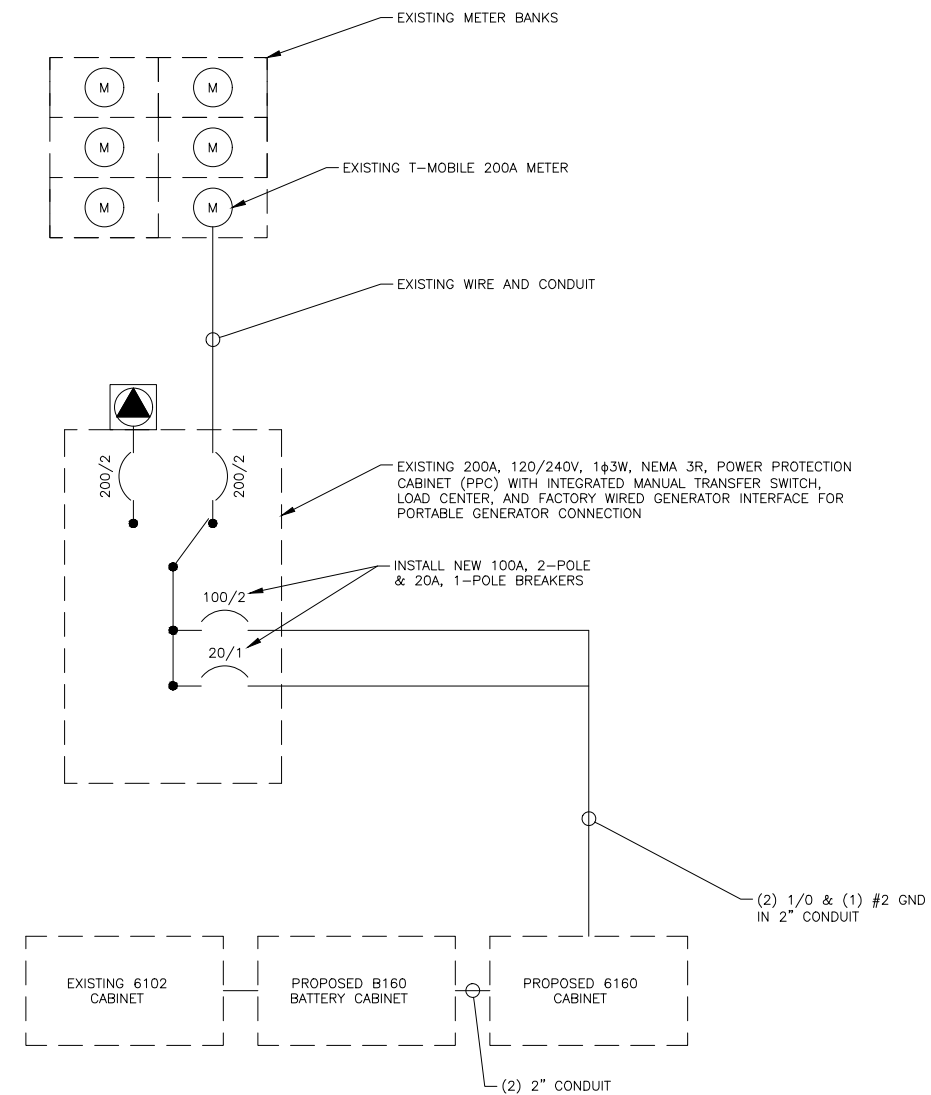 EXISTING METER BANKS
M
M
M
M
EXISTING T-MOBILE 200A METER
M
M
EXISTING WIRE AND CONDUIT
200/2
200/2
EXISTING 200A, 120/240V, 1ϕ3W, NEMA 3R, POWER PROTECTION
CABINET (PPC) WITH INTEGRATED MANUAL TRANSFER SWITCH,
LOAD CENTER, AND FACTORY WIRED GENERATOR INTERFACE FOR
PORTABLE GENERATOR CONNECTION
INSTALL NEW 100A, 2-POLE
& 20A, 1-POLE BREAKERS
100/2
20/1
(2) 1/0 & (1) #2 GND
IN 2" CONDUIT
EXISTING 6102
CABINET
PROPOSED B160
BATTERY CABINET
PROPOSED 6160
CABINET
(2) 2" CONDUIT